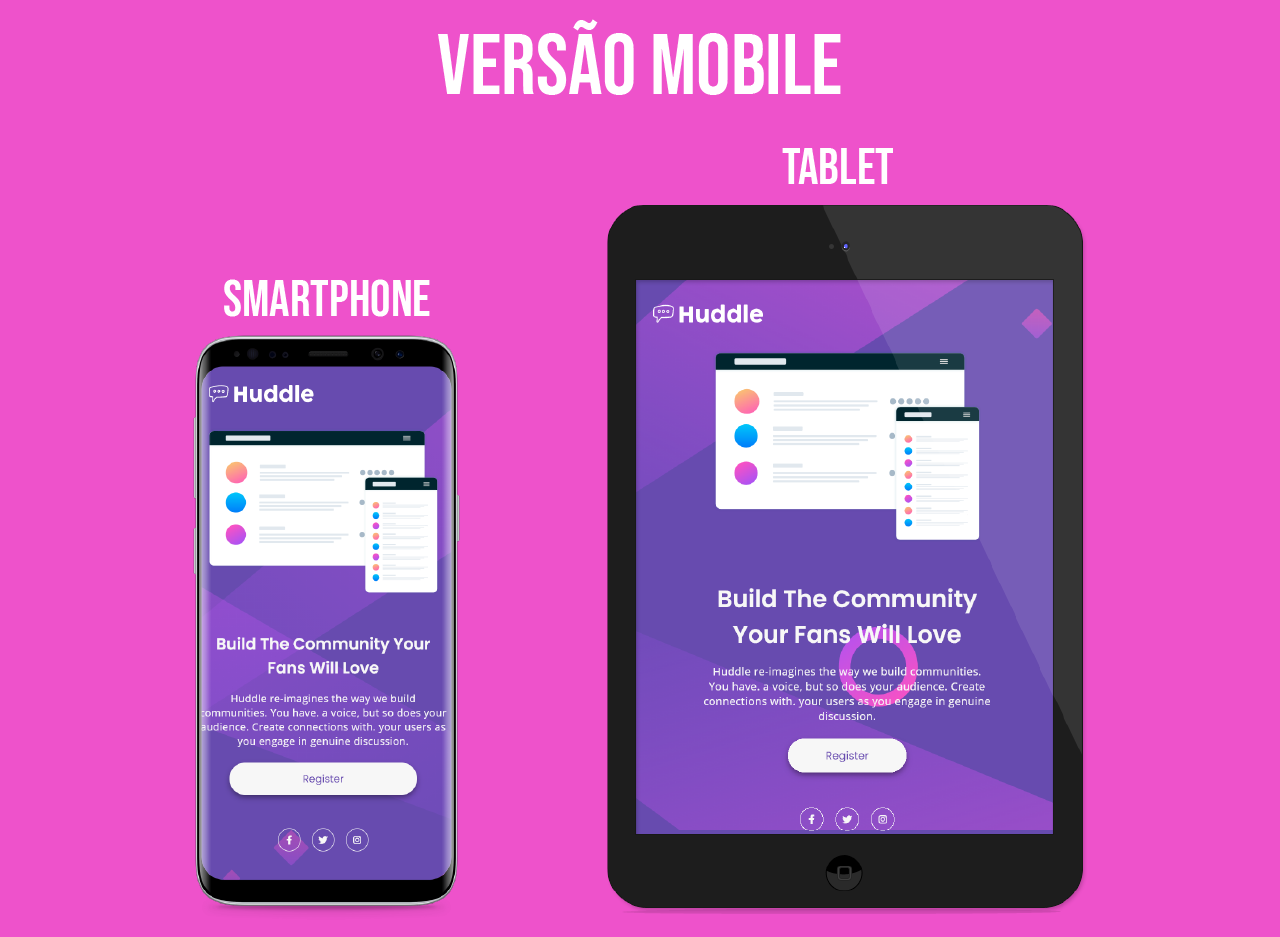 VERSÃO MOBILE
TABLET
SMARTPHONE
Huddle
Build The Community Your
Fans Will Love
Huddle re-imagines the way we build
communities. You have. a voice, but so does your
audience. Create connections with. your users as
you engage in genuine discussion.
Register
Huddle
Build The Community
Your Fans Will Love
Huddle re-imagines the way we build communities.
You have. a voice, but so does your audience. Create
connections with. your users as you engage in genuine
discussion.
Register